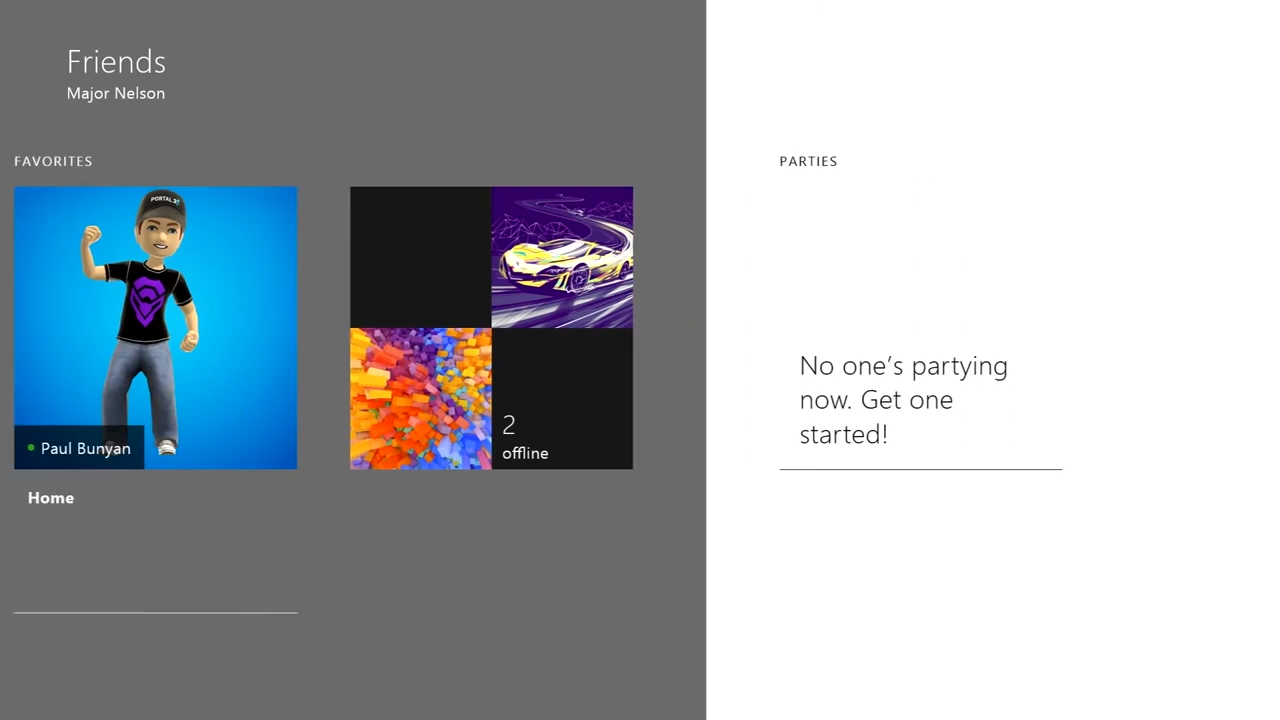 Friends
Major Nelson
FAVORITES
PORTAL 2
Paul Bunyan
Home
2
offline
PARTIES
No one's partying
now. Get one
started!